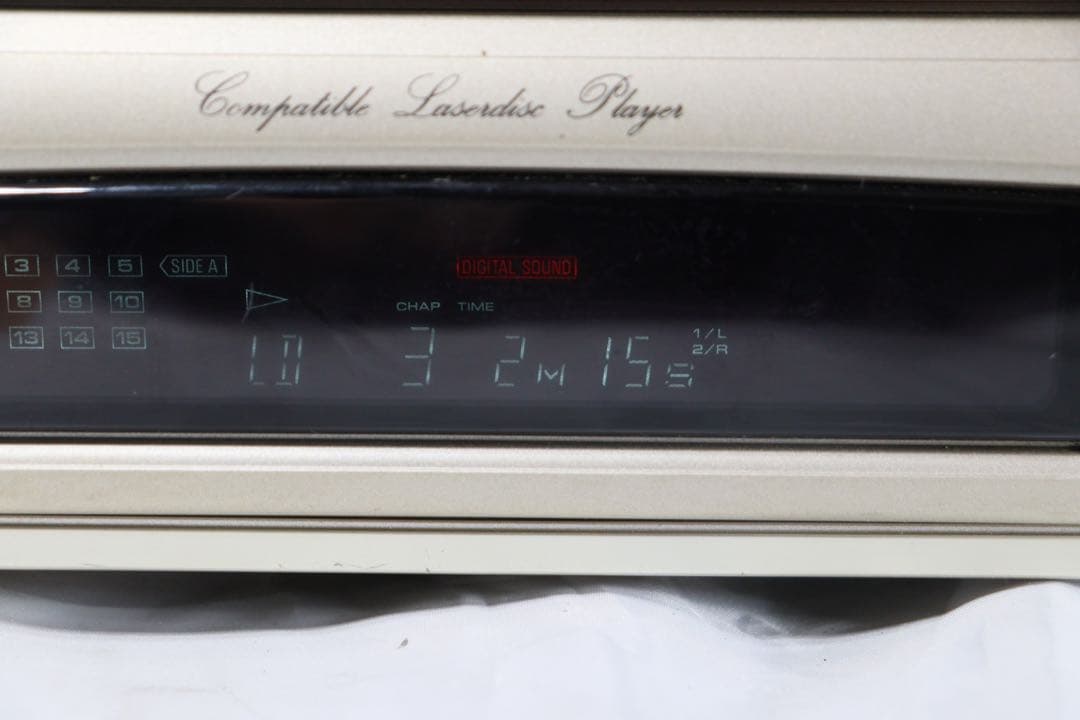 Compatible Laserdisc Player
3 4 5 SIDE A DIGITAL SOUND
8 9 10
CHAP TIME
13 14 15
1/L
2/R
LD 3 2M 15S